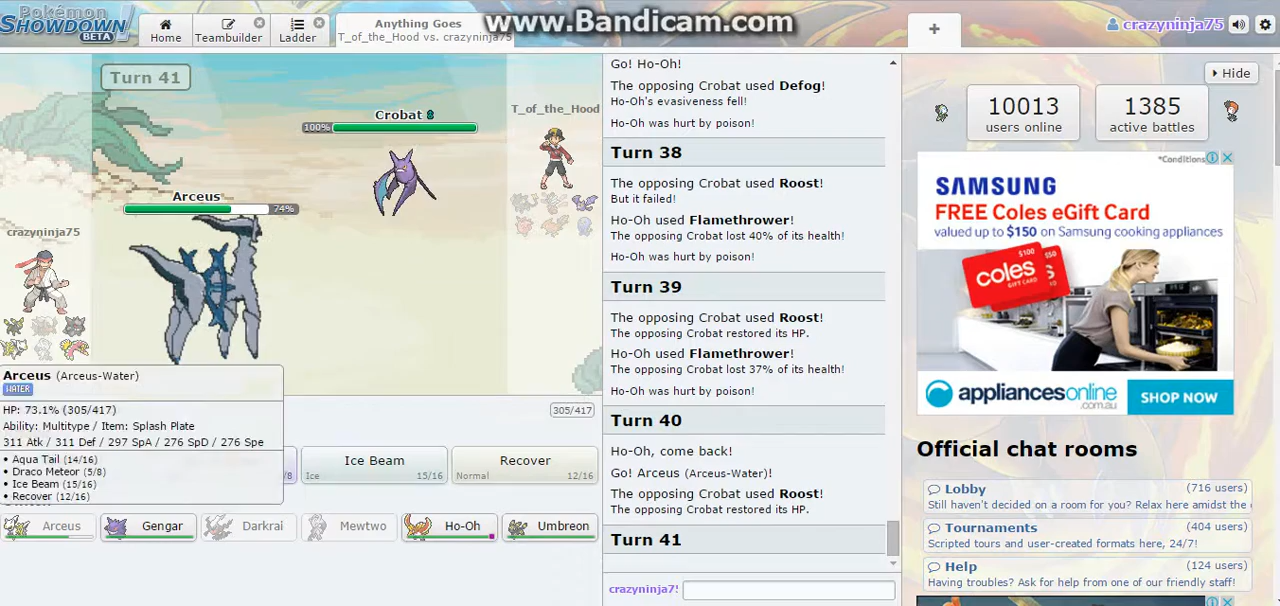 www.Bandicam.com
Pokémon
SHOWDOWN
BETA
Home
Teambuilder
Ladder
Anything Goes
T_of_the_Hood vs. crazyninja75
+
crazyninja75
Turn 41
Crobat
100%
T_of_the_Hood
Arceus
74%
crazyninja75
Arceus (Arceus-Water)
WATER
HP: 73.1% (305/417)
Ability: Multitype / Item: Splash Plate
311 Atk / 311 Def / 297 SpA / 276 SpD / 276 Spe
• Aqua Tail (14/16)
• Draco Meteor (5/8)
• Ice Beam (15/16)
• Recover (12/16)
305/417
/8
Ice Beam
Ice 15/16
Recover
Normal 12/16
Arceus
Gengar
Darkrai
Mewtwo
Ho-Oh
Umbreon
Go! Ho-Oh!
The opposing Crobat used Defog!
Ho-Oh's evasiveness fell!
Ho-Oh was hurt by poison!
Turn 38
The opposing Crobat used Roost!
But it failed!
Ho-Oh used Flamethrower!
The opposing Crobat lost 40% of its health!
Ho-Oh was hurt by poison!
Turn 39
The opposing Crobat used Roost!
The opposing Crobat restored its HP.
Ho-Oh used Flamethrower!
The opposing Crobat lost 37% of its health!
Ho-Oh was hurt by poison!
Turn 40
Ho-Oh, come back!
Go! Arceus (Arceus-Water)!
The opposing Crobat used Roost!
The opposing Crobat restored its HP.
Turn 41
crazyninja75
Hide
10013
users online
1385
active battles
*Conditions
SAMSUNG
FREE Coles eGift Card
valued up to $150 on Samsung cooking appliances
$100
$50
coles
GIFT CARD
appliancesonline
.com.au
SHOP NOW
Official chat rooms
Lobby (716 users)
Still haven't decided on a room for you? Relax here amidst the
Tournaments (404 users)
Scripted tours and user-created formats here, 24/7!
Help (124 users)
Having troubles? Ask for help from one of our friendly staff!